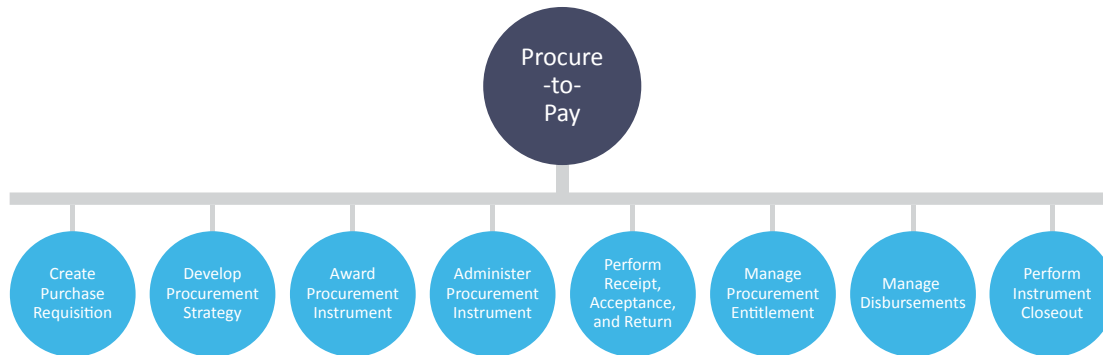 Procure
-to-
Pay
Create
Purchase
Requisition
Develop
Procurement
Strategy
Award
Procurement
Instrument
Administer
Procurement
Instrument
Perform
Receipt,
Acceptance,
and Return
Manage
Procurement
Entitlement
Manage
Disbursements
Perform
Instrument
Closeout